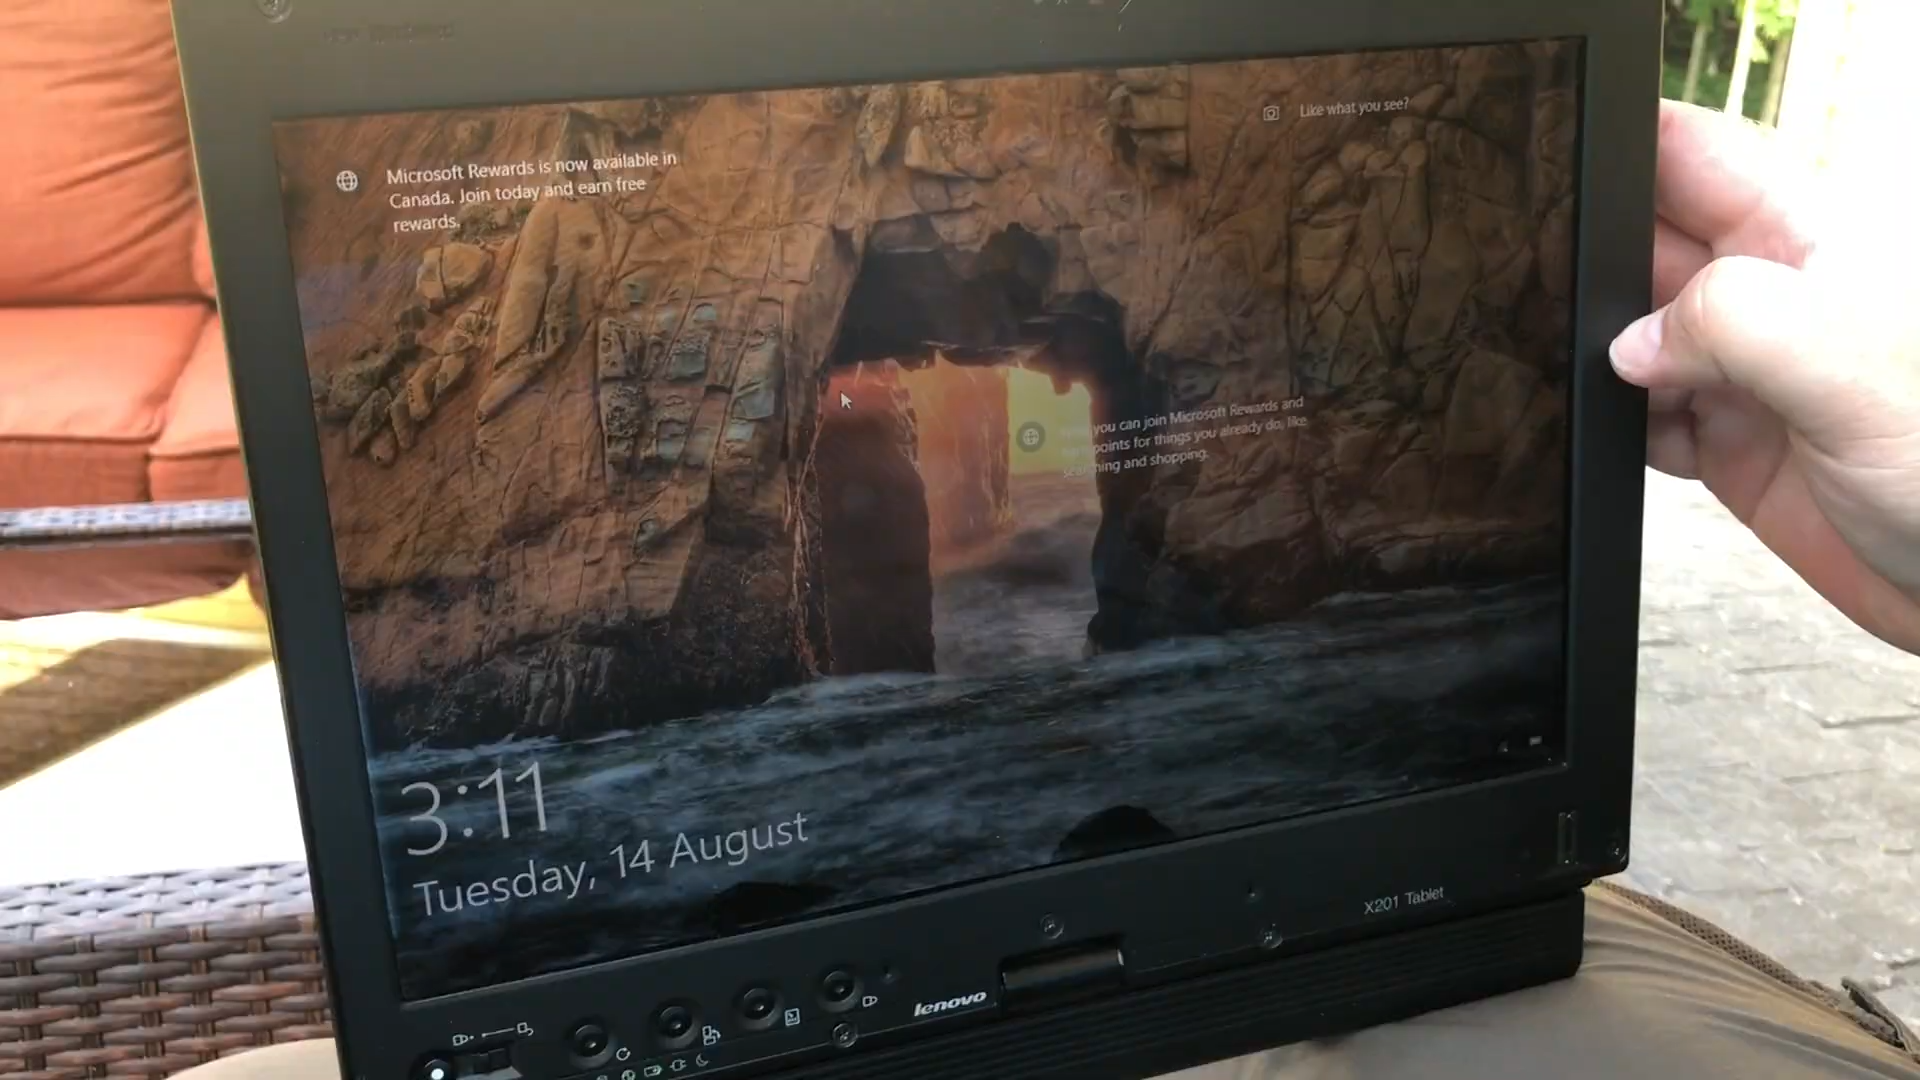 Like what you see?
Microsoft Rewards is now available in
Canada. Join today and earn free
rewards.
you can join Microsoft Rewards and
points for things you already do, like
searching and shopping.
3:11
Tuesday, 14 August
X201 Tablet
lenovo